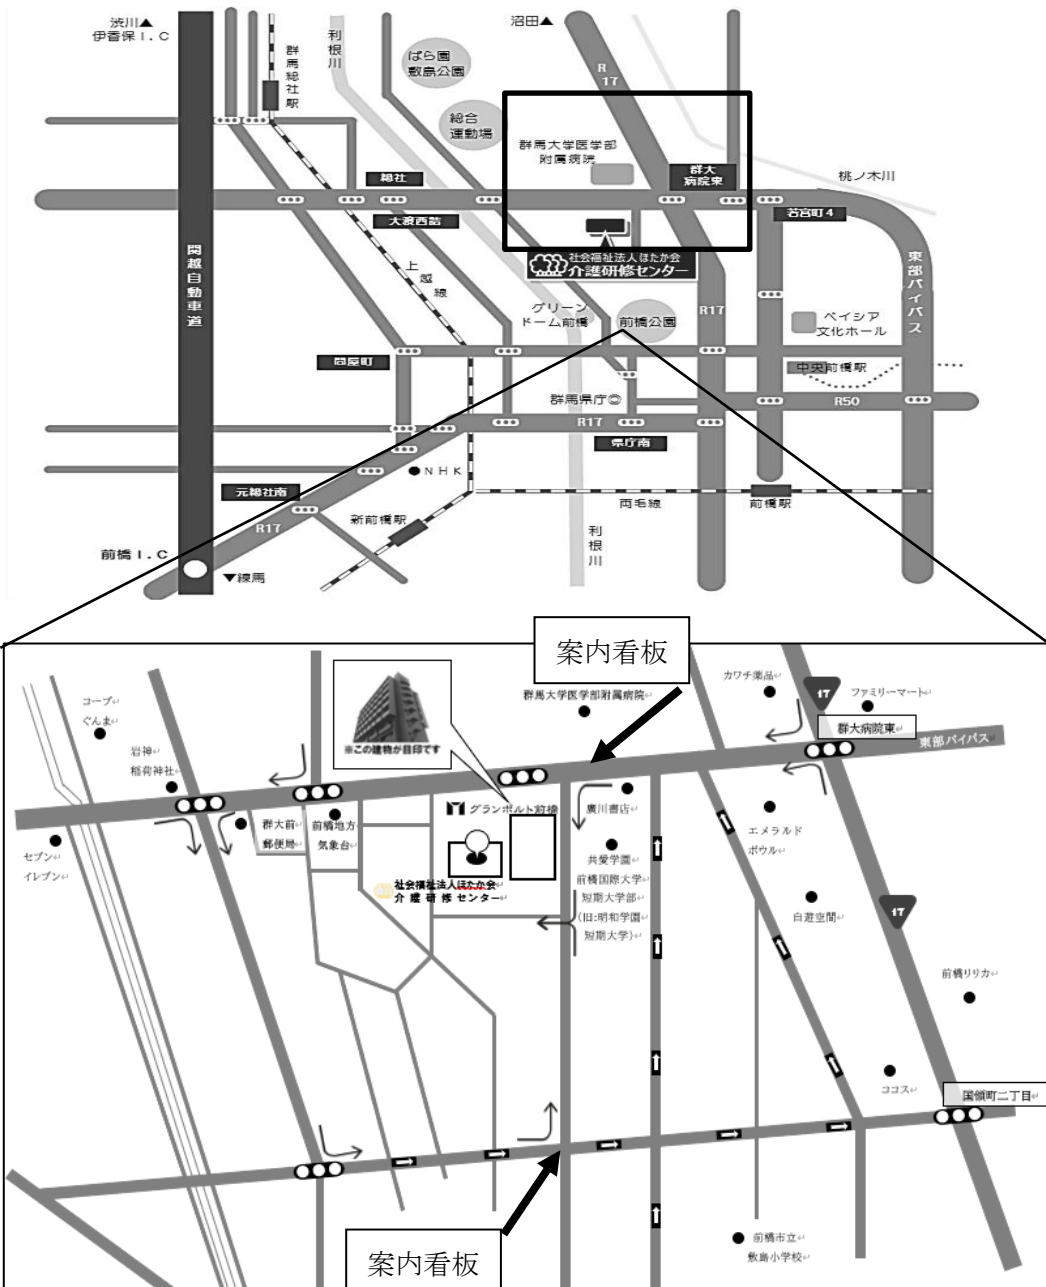 渋川▲
伊香保I.C
沼田▲
利根川
群馬総社駅
ばら園
敷島公園
R17
総合
運動場
群馬大学医学部
附属病院
群大
病院東
桃ノ木川
総社
大渡西詰
若宮町4
関越自動車道
上越線
社会福祉法人ほたか会
介護研修センター
東部バイパス
グリーン
ドーム前橋
前橋公園
R17
ベイシア
文化ホール
問屋町
中央前橋駅
群馬県庁◎
R50
R17
県庁南
●NHK
元総社南
両毛線
前橋駅
新前橋駅
R17
利根川
前橋I.C
▼練馬
案内看板
コープ
ぐんま
群馬大学医学部附属病院
カワチ薬品
17
ファミリーマート
群大病院東
東部バイパス
※この建物が目印です
岩神
稲荷神社
グランポルト前橋
廣川書店
群大前
郵便局
前橋地方
気象台
エメラルド
ボウル
セブン
イレブン
共愛学園
前橋国際大学
短期大学部
(旧:明和学園
短期大学)
社会福祉法人ほたか会
介護研修センター
自遊空間
17
前橋リリカ
ココス
国領町二丁目
前橋市立
敷島小学校
案内看板